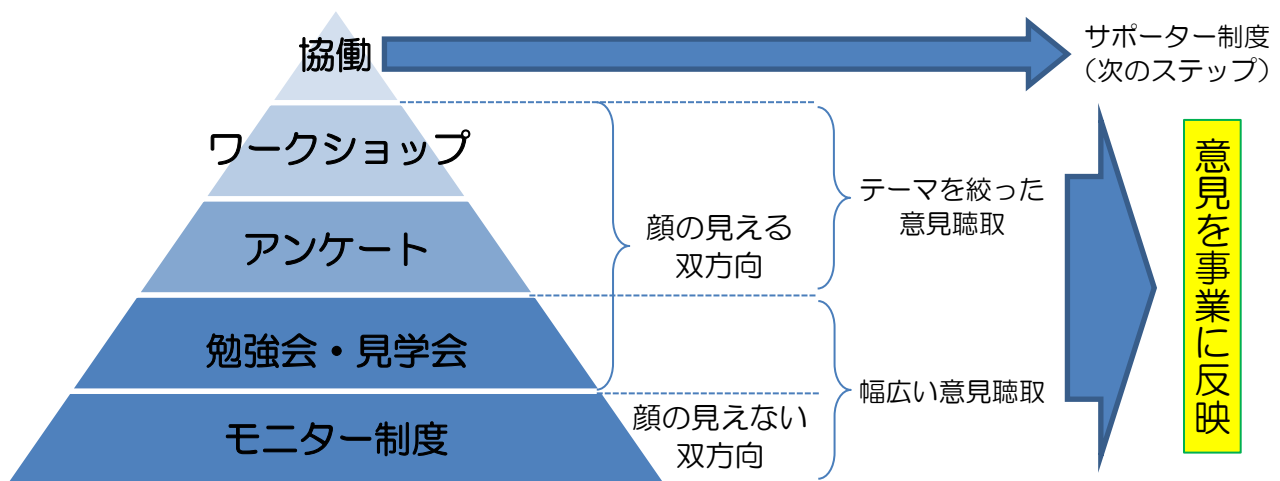 協働
サポーター制度
（次のステップ）
ワークショップ
アンケート
勉強会・見学会
モニター制度
顔の見える
双方向
顔の見えない
双方向
テーマを絞った
意見聴取
幅広い意見聴取
意見を事業に反映